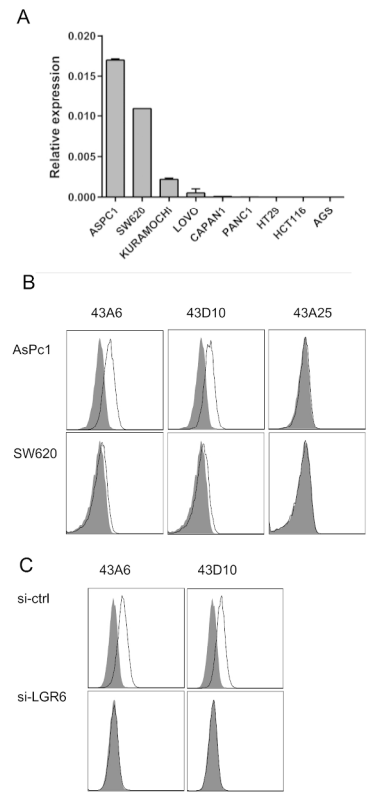 A
0.020
0.015
0.010
0.005
0.000
Relative expression
ASPC1
SW620
KURAMOCHI
LOVO
CAPAN1
PANC1
HT29
HCT116
AGS
B
43A6 43D10 43A25
AsPc1
SW620
C
43A6 43D10
si-ctrl
si-LGR6